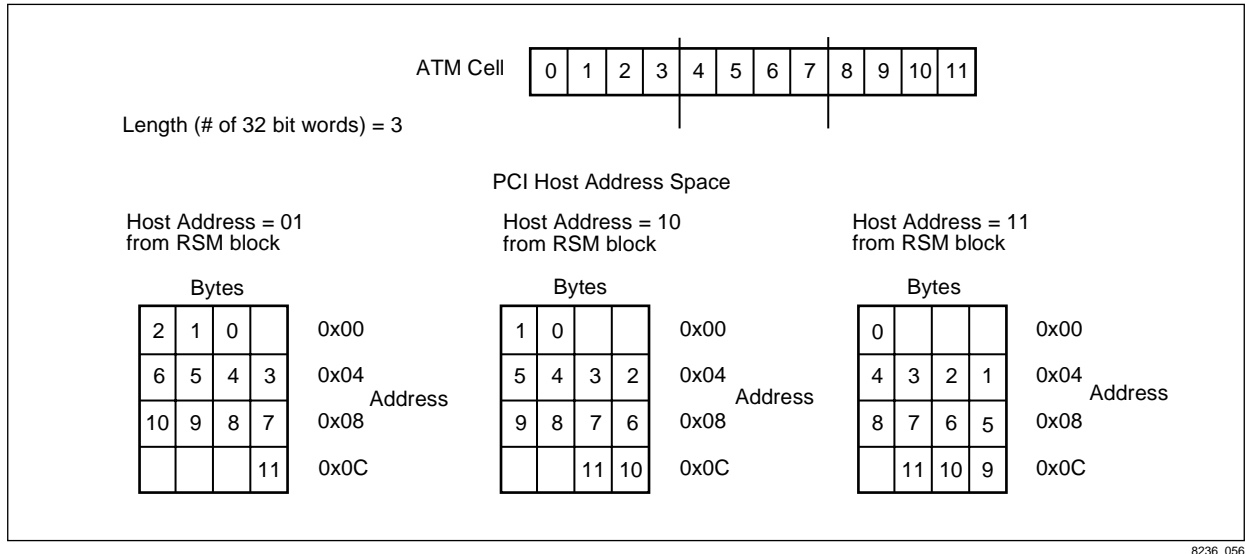 ATM Cell 0 1 2 3 4 5 6 7 8 9 10 11
Length (# of 32 bit words) = 3
PCI Host Address Space
Host Address = 01
from RSM block
Bytes
2 1 0 0x00
6 5 4 3 0x04
Address
10 9 8 7 0x08
11 0x0C
Host Address = 10
from RSM block
Bytes
1 0 0x00
5 4 3 2 0x04
Address
9 8 7 6 0x08
11 10 0x0C
Host Address = 11
from RSM block
Bytes
0 0x00
4 3 2 1 0x04
Address
8 7 6 5 0x08
11 10 9 0x0C
8236_056